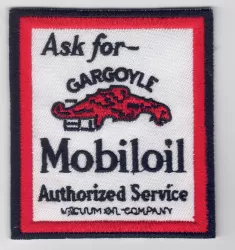 Ask for~
GARGOYLE
Mobiloil
Authorized Service
VACUUM OIL COMPANY